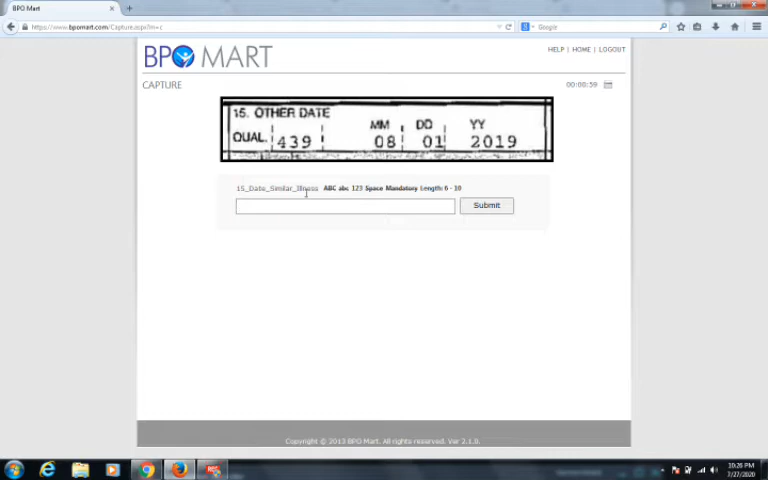 BPO Mart
https://www.bpomart.com/Capture.aspx?m=c
Google
BPO MART
HELP | HOME | LOGOUT
CAPTURE
00:00:59
15. OTHER DATE
MM DD YY
QUAL. 439 08 01 2019
15_Date_Similar_Illness ABC abc 123 Space Mandatory Length: 6 - 10
Submit
Copyright © 2013 BPO Mart. All rights reserved. Ver 2.1.0.
10:26 PM
7/27/2020